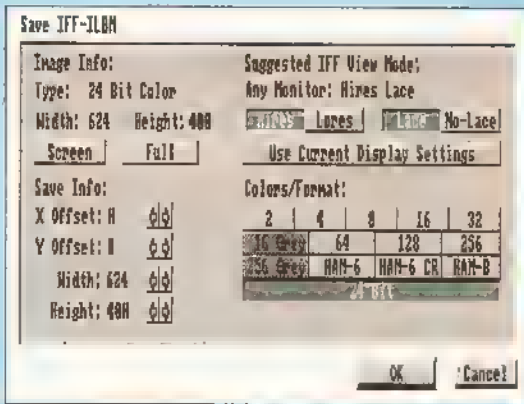 Save IFF-ILBM
Image Info:
Type: 24 Bit Color
Width: 624 Height: 400
Screen Full
Save Info:
X Offset: 0
Y Offset: 0
Width: 624
Height: 400
Suggested IFF View Mode:
Any Monitor: Hires Lace
Hires Lores Lace No-Lace
Use Current Display Settings
Colors/Format:
2 4 8 16 32
16 Grey 64 128 256
256 Grey HAM-6 HAM-6 CR HAM-8
24 Bit
OK Cancel